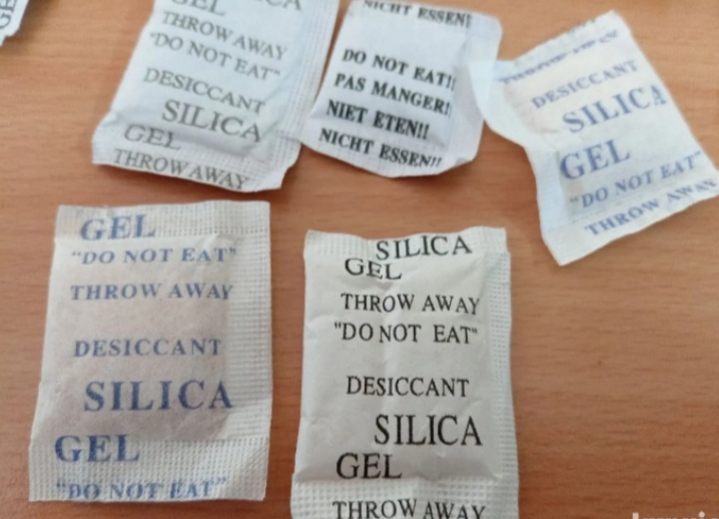 GEL
THROW AWAY
"DO NOT EAT"
DESICCANT
SILICA
GEL
THROW AWAY
NICHT ESSEN!
DO NOT EAT!!
PAS MANGER!
NIET ETEN!!
NICHT ESSEN!!
DESICCANT
SILICA
GEL
"DO NOT EAT"
THROW AWAY
GEL
"DO NOT EAT"
THROW AWAY
DESICCANT
SILICA
GEL
"DO NOT EAT"
SILICA
GEL
THROW AWAY
"DO NOT EAT"
DESICCANT
SILICA
GEL
THROW AWAY